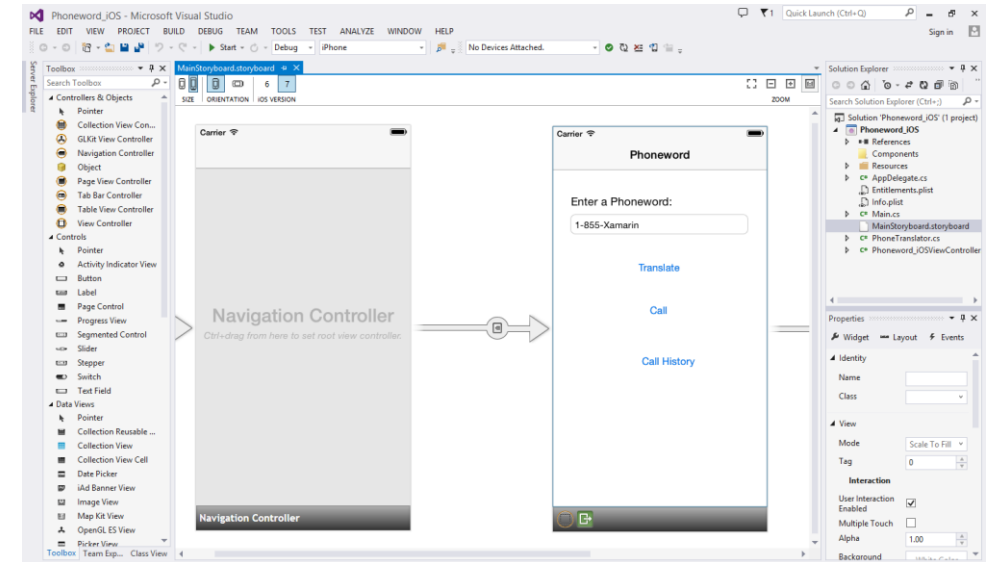 Phoneword_iOS - Microsoft Visual Studio
1
Quick Launch (Ctrl+Q)
FILE EDIT VIEW PROJECT BUILD DEBUG TEAM TOOLS TEST ANALYZE WINDOW HELP
Sign in
Start Debug iPhone No Devices Attached.
Server Explorer
Toolbox
Search Toolbox
Controllers & Objects
Pointer
Collection View Con...
GLKit View Controller
Navigation Controller
Object
Page View Controller
Tab Bar Controller
Table View Controller
View Controller
Controls
Pointer
Activity Indicator View
Button
Label
Page Control
Progress View
Segmented Control
Slider
Stepper
Switch
Text Field
Data Views
Pointer
Collection Reusable ...
Collection View
Collection View Cell
Date Picker
iAd Banner View
Image View
Map Kit View
OpenGL ES View
Picker View
Toolbox Team Exp... Class View
MainStoryboard.storyboard
6 7
SIZE ORIENTATION iOS VERSION
ZOOM
Carrier
Navigation Controller
Ctrl+drag from here to set root view controller.
Navigation Controller
Carrier
Phoneword
Enter a Phoneword:
1-855-Xamarin
Translate
Call
Call History
Solution Explorer
Search Solution Explorer (Ctrl+;)
Solution 'Phoneword_iOS' (1 project)
Phoneword_iOS
References
Components
Resources
C# AppDelegate.cs
Entitlements.plist
Info.plist
C# Main.cs
MainStoryboard.storyboard
C# PhoneTranslator.cs
C# Phoneword_iOSViewController
Properties
Widget Layout Events
Identity
Name
Class
View
Mode Scale To Fill
Tag 0
Interaction
User Interaction
Enabled
Multiple Touch
Alpha 1.00
Background White Color